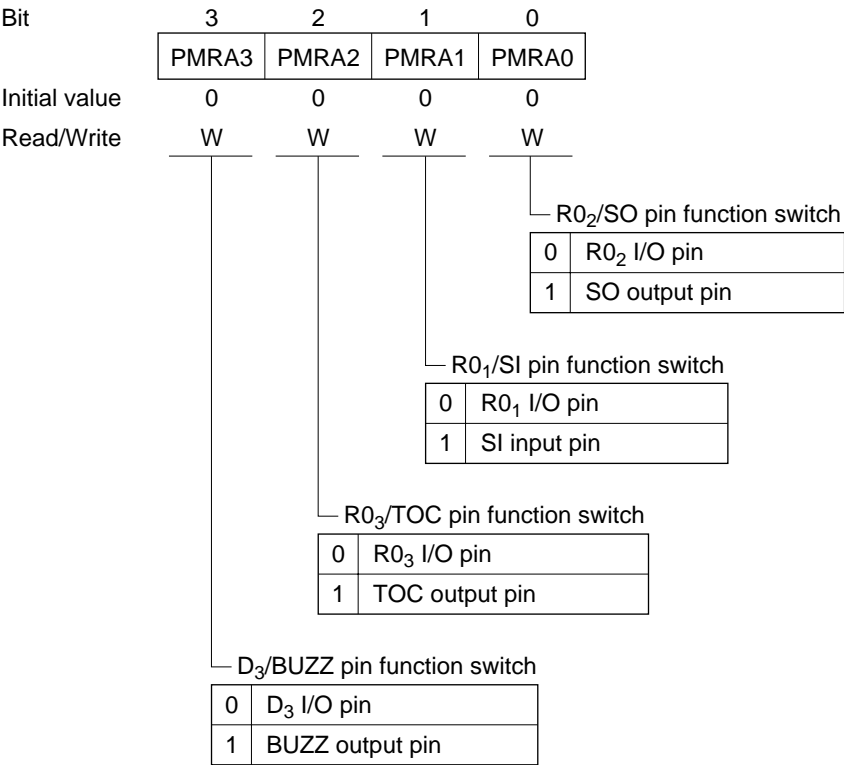 Bit 3 2 1 0
PMRA3 PMRA2 PMRA1 PMRA0
Initial value 0 0 0 0
Read/Write W W W W
R0₂/SO pin function switch
0 R0₂ I/O pin
1 SO output pin
R0₁/SI pin function switch
0 R0₁ I/O pin
1 SI input pin
R0₃/TOC pin function switch
0 R0₃ I/O pin
1 TOC output pin
D₃/BUZZ pin function switch
0 D₃ I/O pin
1 BUZZ output pin